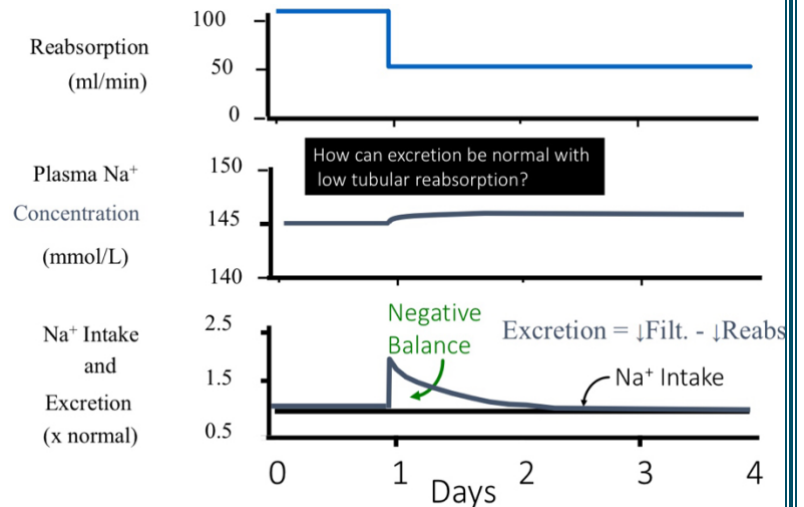 Reabsorption
(ml/min)
100
50
0
How can excretion be normal with
low tubular reabsorption?
Plasma Na⁺
Concentration
(mmol/L)
150
145
140
Negative
Balance
Excretion = ↓Filt. - ↓Reabs
Na⁺ Intake
Na⁺ Intake
and
Excretion
(x normal)
2.5
1.5
0.5
0
1
2
3
4
Days